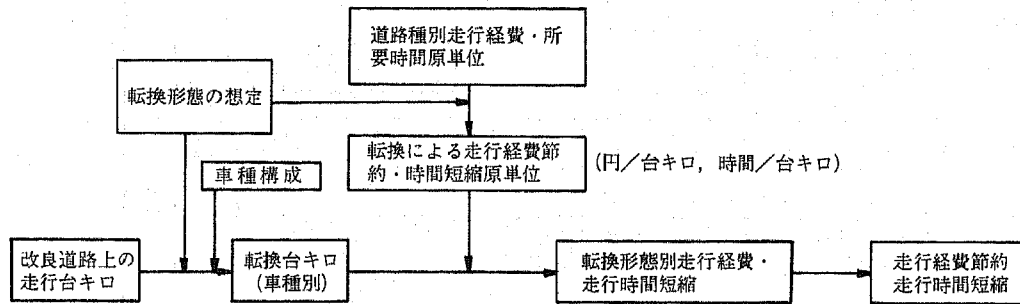 道路種別走行経費・所
要時間原単位
転換形態の想定
転換による走行経費節
約・時間短縮原単位
(円／台キロ，時間／台キロ)
車種構成
改良道路上の
走行台キロ
転換台キロ
(車種別)
転換形態別走行経費・
走行時間短縮
走行経費節約
走行時間短縮